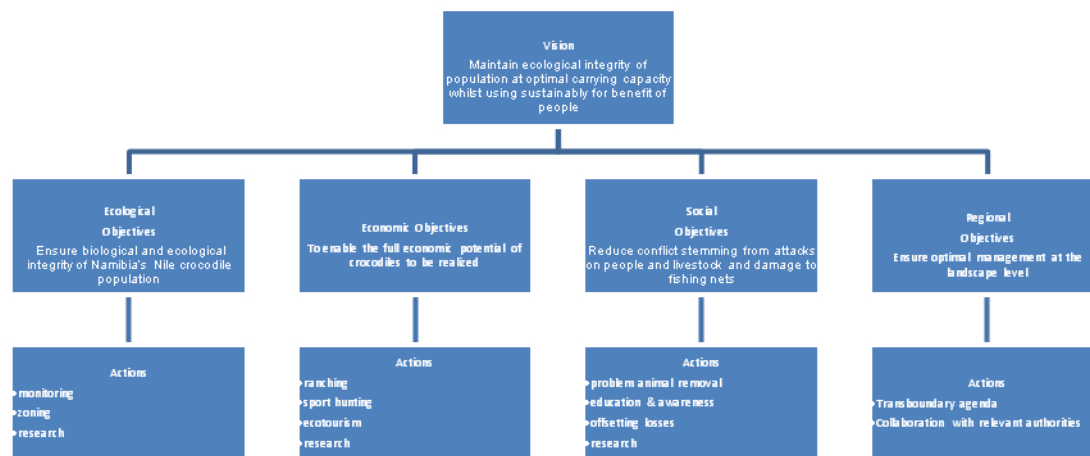 Vision
Maintain ecological integrity of
population at optimal carrying capacity
whilst using sustainably for benefit of
people
Ecological
Objectives
Ensure biological and ecological
integrity of Namibia's Nile crocodile
population
Economic Objectives
To enable the full economic potential of
crocodiles to be realized
Social
Objectives
Reduce conflict stemming from attacks
on people and livestock and damage to
fishing nets
Regional
Objectives
Ensure optimal management at the
landscape level
Actions
•monitoring
•zoning
•research
Actions
•ranching
•sport hunting
•ecotourism
•research
Actions
•problem animal removal
•education & awareness
•offsetting losses
•research
Actions
•Transboundary agenda
•Collaboration with relevant authorities